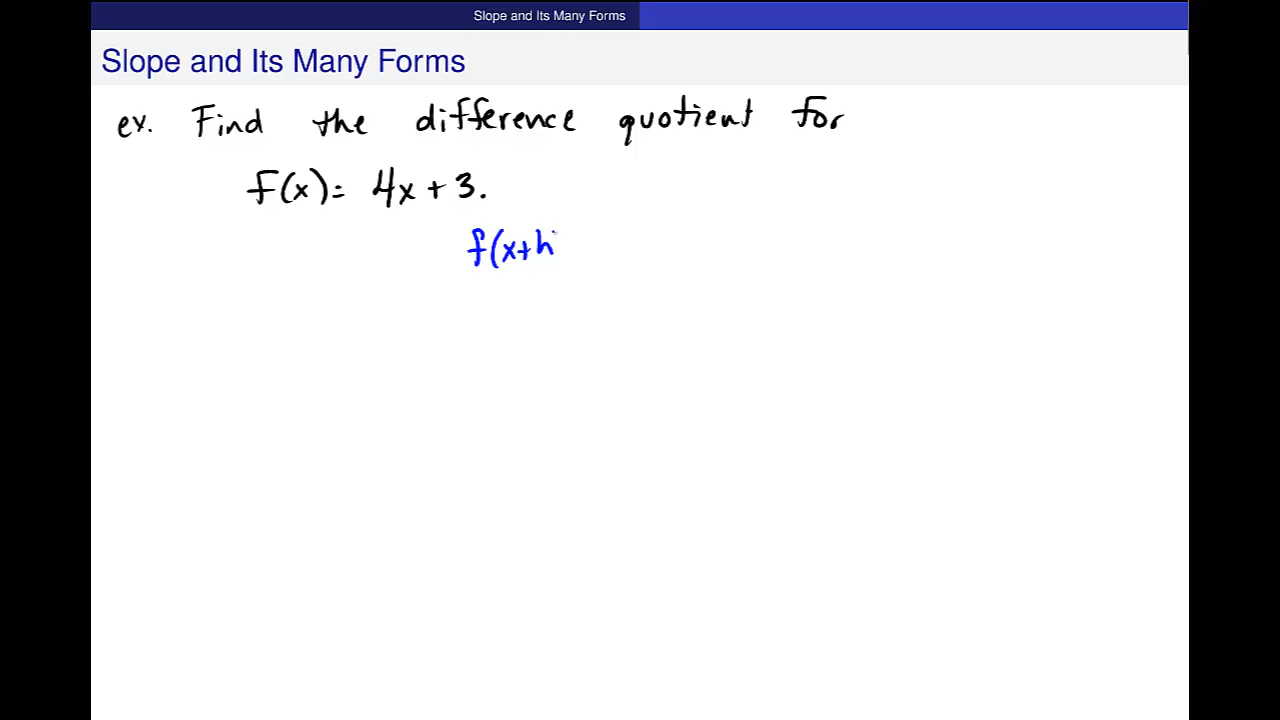 Slope and Its Many Forms
Slope and Its Many Forms
ex. Find the difference quotient for
f(x)= 4x+3.
f(x+h